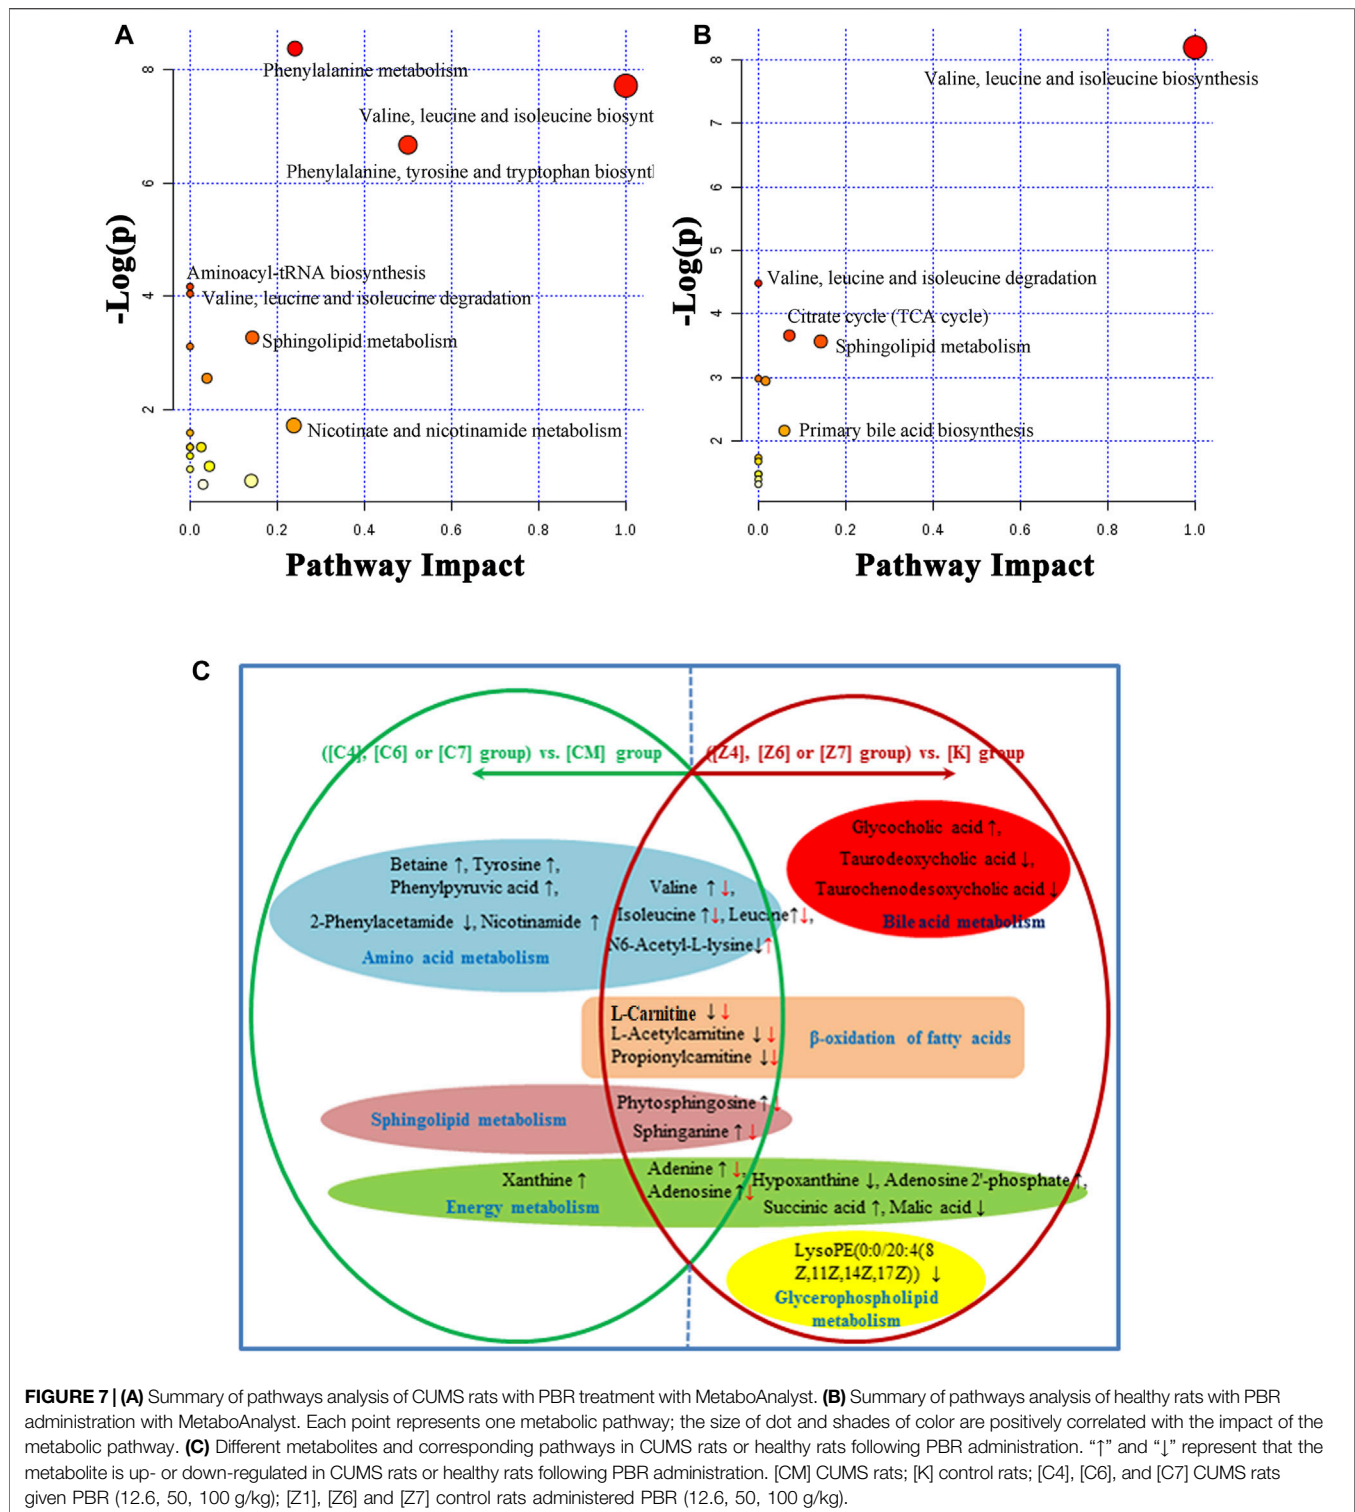 A
B
Phenylalanine metabolism
Valine, leucine and isoleucine biosynt
Phenylalanine, tyrosine and tryptophan biosyntl
Aminoacyl-tRNA biosynthesis
Valine, leucine and isoleucine degradation
Sphingolipid metabolism
Nicotinate and nicotinamide metabolism
8
6
4
2
-Log(p)
0.0 0.2 0.4 0.6 0.8 1.0
Pathway Impact
Valine, leucine and isoleucine biosynthesis
Valine, leucine and isoleucine degradation
Citrate cycle (TCA cycle)
Sphingolipid metabolism
Primary bile acid biosynthesis
8
7
6
5
4
3
2
-Log(p)
0.0 0.2 0.4 0.6 0.8 1.0
Pathway Impact
C
([C4], [C6] or [C7] group) vs. [CM] group
([Z4], [Z6] or [Z7] group) vs. [K] group
Glycocholic acid ↑,
Taurodeoxycholic acid ↓,
Taurochenodesoxycholic acid ↓
Bile acid metabolism
Betaine ↑, Tyrosine ↑,
Phenylpyruvic acid ↑,
2-Phenylacetamide ↓, Nicotinamide ↑
Amino acid metabolism
Valine ↑↓,
Isoleucine ↑↓, Leucine↑↓,
N6-Acetyl-L-lysine↓↑
L-Carnitine ↓↓
L-Acetylcarnitine ↓↓
Propionylcarnitine ↓↓
β-oxidation of fatty acids
Sphingolipid metabolism
Phytosphingosine ↑↓
Sphinganine ↑↓
Xanthine ↑
Energy metabolism
Adenine ↑↓,
Adenosine ↑↓
Hypoxanthine ↓, Adenosine 2'-phosphate ↑,
Succinic acid ↑, Malic acid ↓
LysoPE(0:0/20:4(8
Z,11Z,14Z,17Z)) ↓
Glycerophospholipid
metabolism
FIGURE 7 | (A) Summary of pathways analysis of CUMS rats with PBR treatment with MetaboAnalyst. (B) Summary of pathways analysis of healthy rats with PBR
administration with MetaboAnalyst. Each point represents one metabolic pathway; the size of dot and shades of color are positively correlated with the impact of the
metabolic pathway. (C) Different metabolites and corresponding pathways in CUMS rats or healthy rats following PBR administration. “↑” and “↓” represent that the
metabolite is up- or down-regulated in CUMS rats or healthy rats following PBR administration. [CM] CUMS rats; [K] control rats; [C4], [C6], and [C7] CUMS rats
given PBR (12.6, 50, 100 g/kg); [Z1], [Z6] and [Z7] control rats administered PBR (12.6, 50, 100 g/kg).